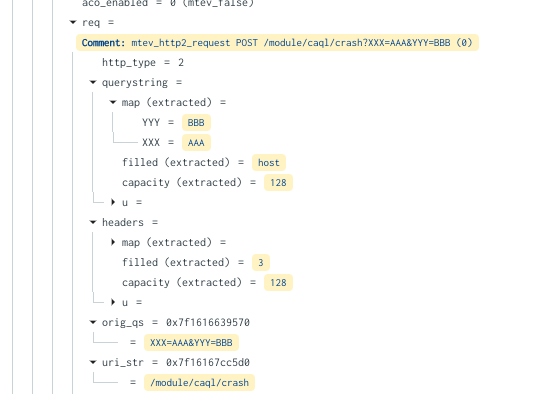 aco_enabled = 0 (mtev_false)
req =
Comment: mtev_http2_request POST /module/caql/crash?XXX=AAA&YYY=BBB (0)
http_type = 2
querystring =
map (extracted) =
YYY = BBB
XXX = AAA
filled (extracted) = host
capacity (extracted) = 128
u =
headers =
map (extracted) =
filled (extracted) = 3
capacity (extracted) = 128
u =
orig_qs = 0x7f1616639570
= XXX=AAA&YYY=BBB
uri_str = 0x7f16167cc5d0
= /module/caql/crash